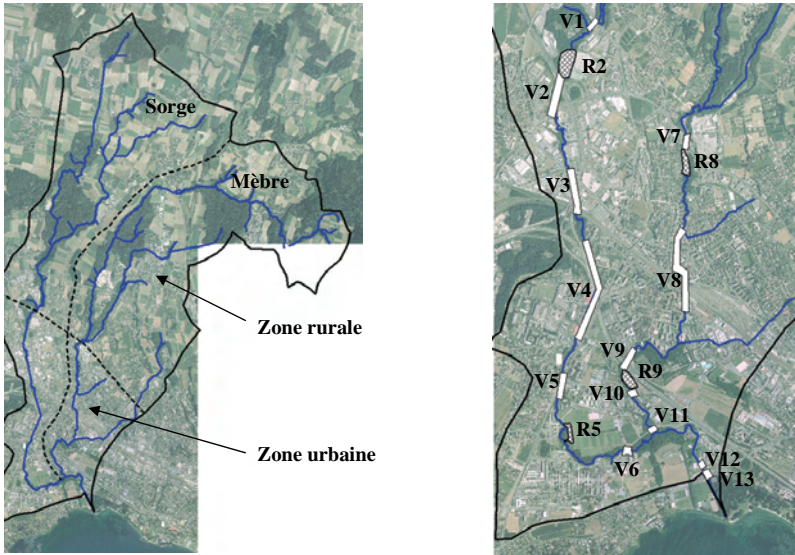 Sorge
Mèbre
Zone rurale
Zone urbaine
V1
R2
V2
V7
R8
V3
V4
V8
V9
R9
V5
V10
V11
R5
V6
V12
V13